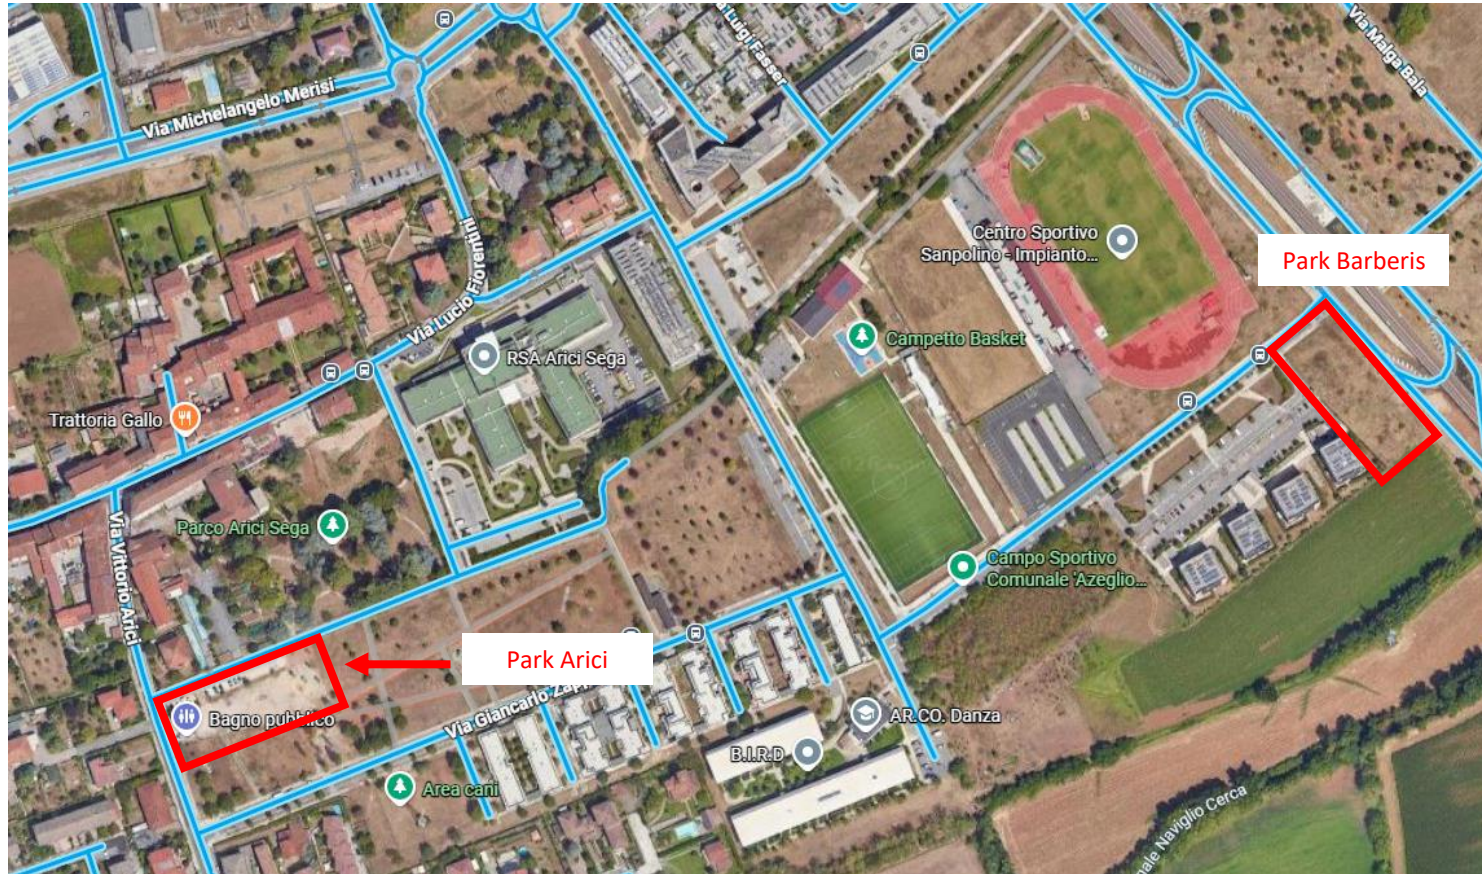 Via Luigi Fasser
Via Malga Bala
Via Michelangelo Merisi
Centro Sportivo
Sanpolino - Impianto...
Park Barberis
Via Lucio Fiorentini
RSA Arici Sega
Campetto Basket
Trattoria Gallo
Parco Arici Sega
Via Vittorio Arici
Campo Sportivo
Comunale 'Azeglio...
Park Arici
Bagno pubblico
Via Giancarlo
AR.CO. Danza
B.I.R.D
Area cani
Naviglio Cerca